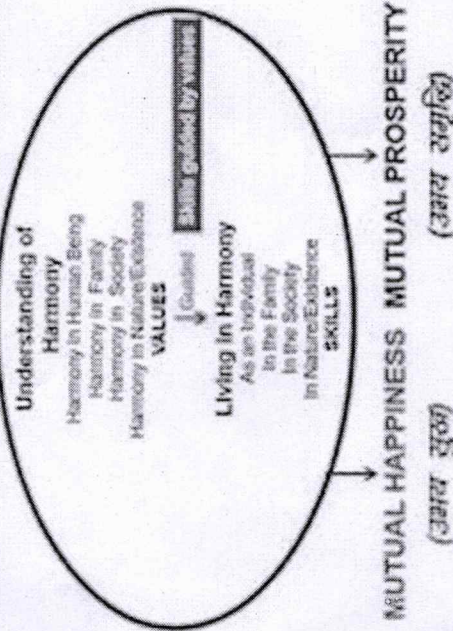 Understanding of
Harmony
Harmony in Human Being
Harmony in Family
Harmony in Society
Harmony in Nature/Existence
VALUES
Guided
Skills guided by values
Living in Harmony
As an Individual
In the Family
In the Society
In Nature/Existence
SKILLS
MUTUAL HAPPINESS MUTUAL PROSPERITY
(उभय सुख) (उभय समृद्धि)